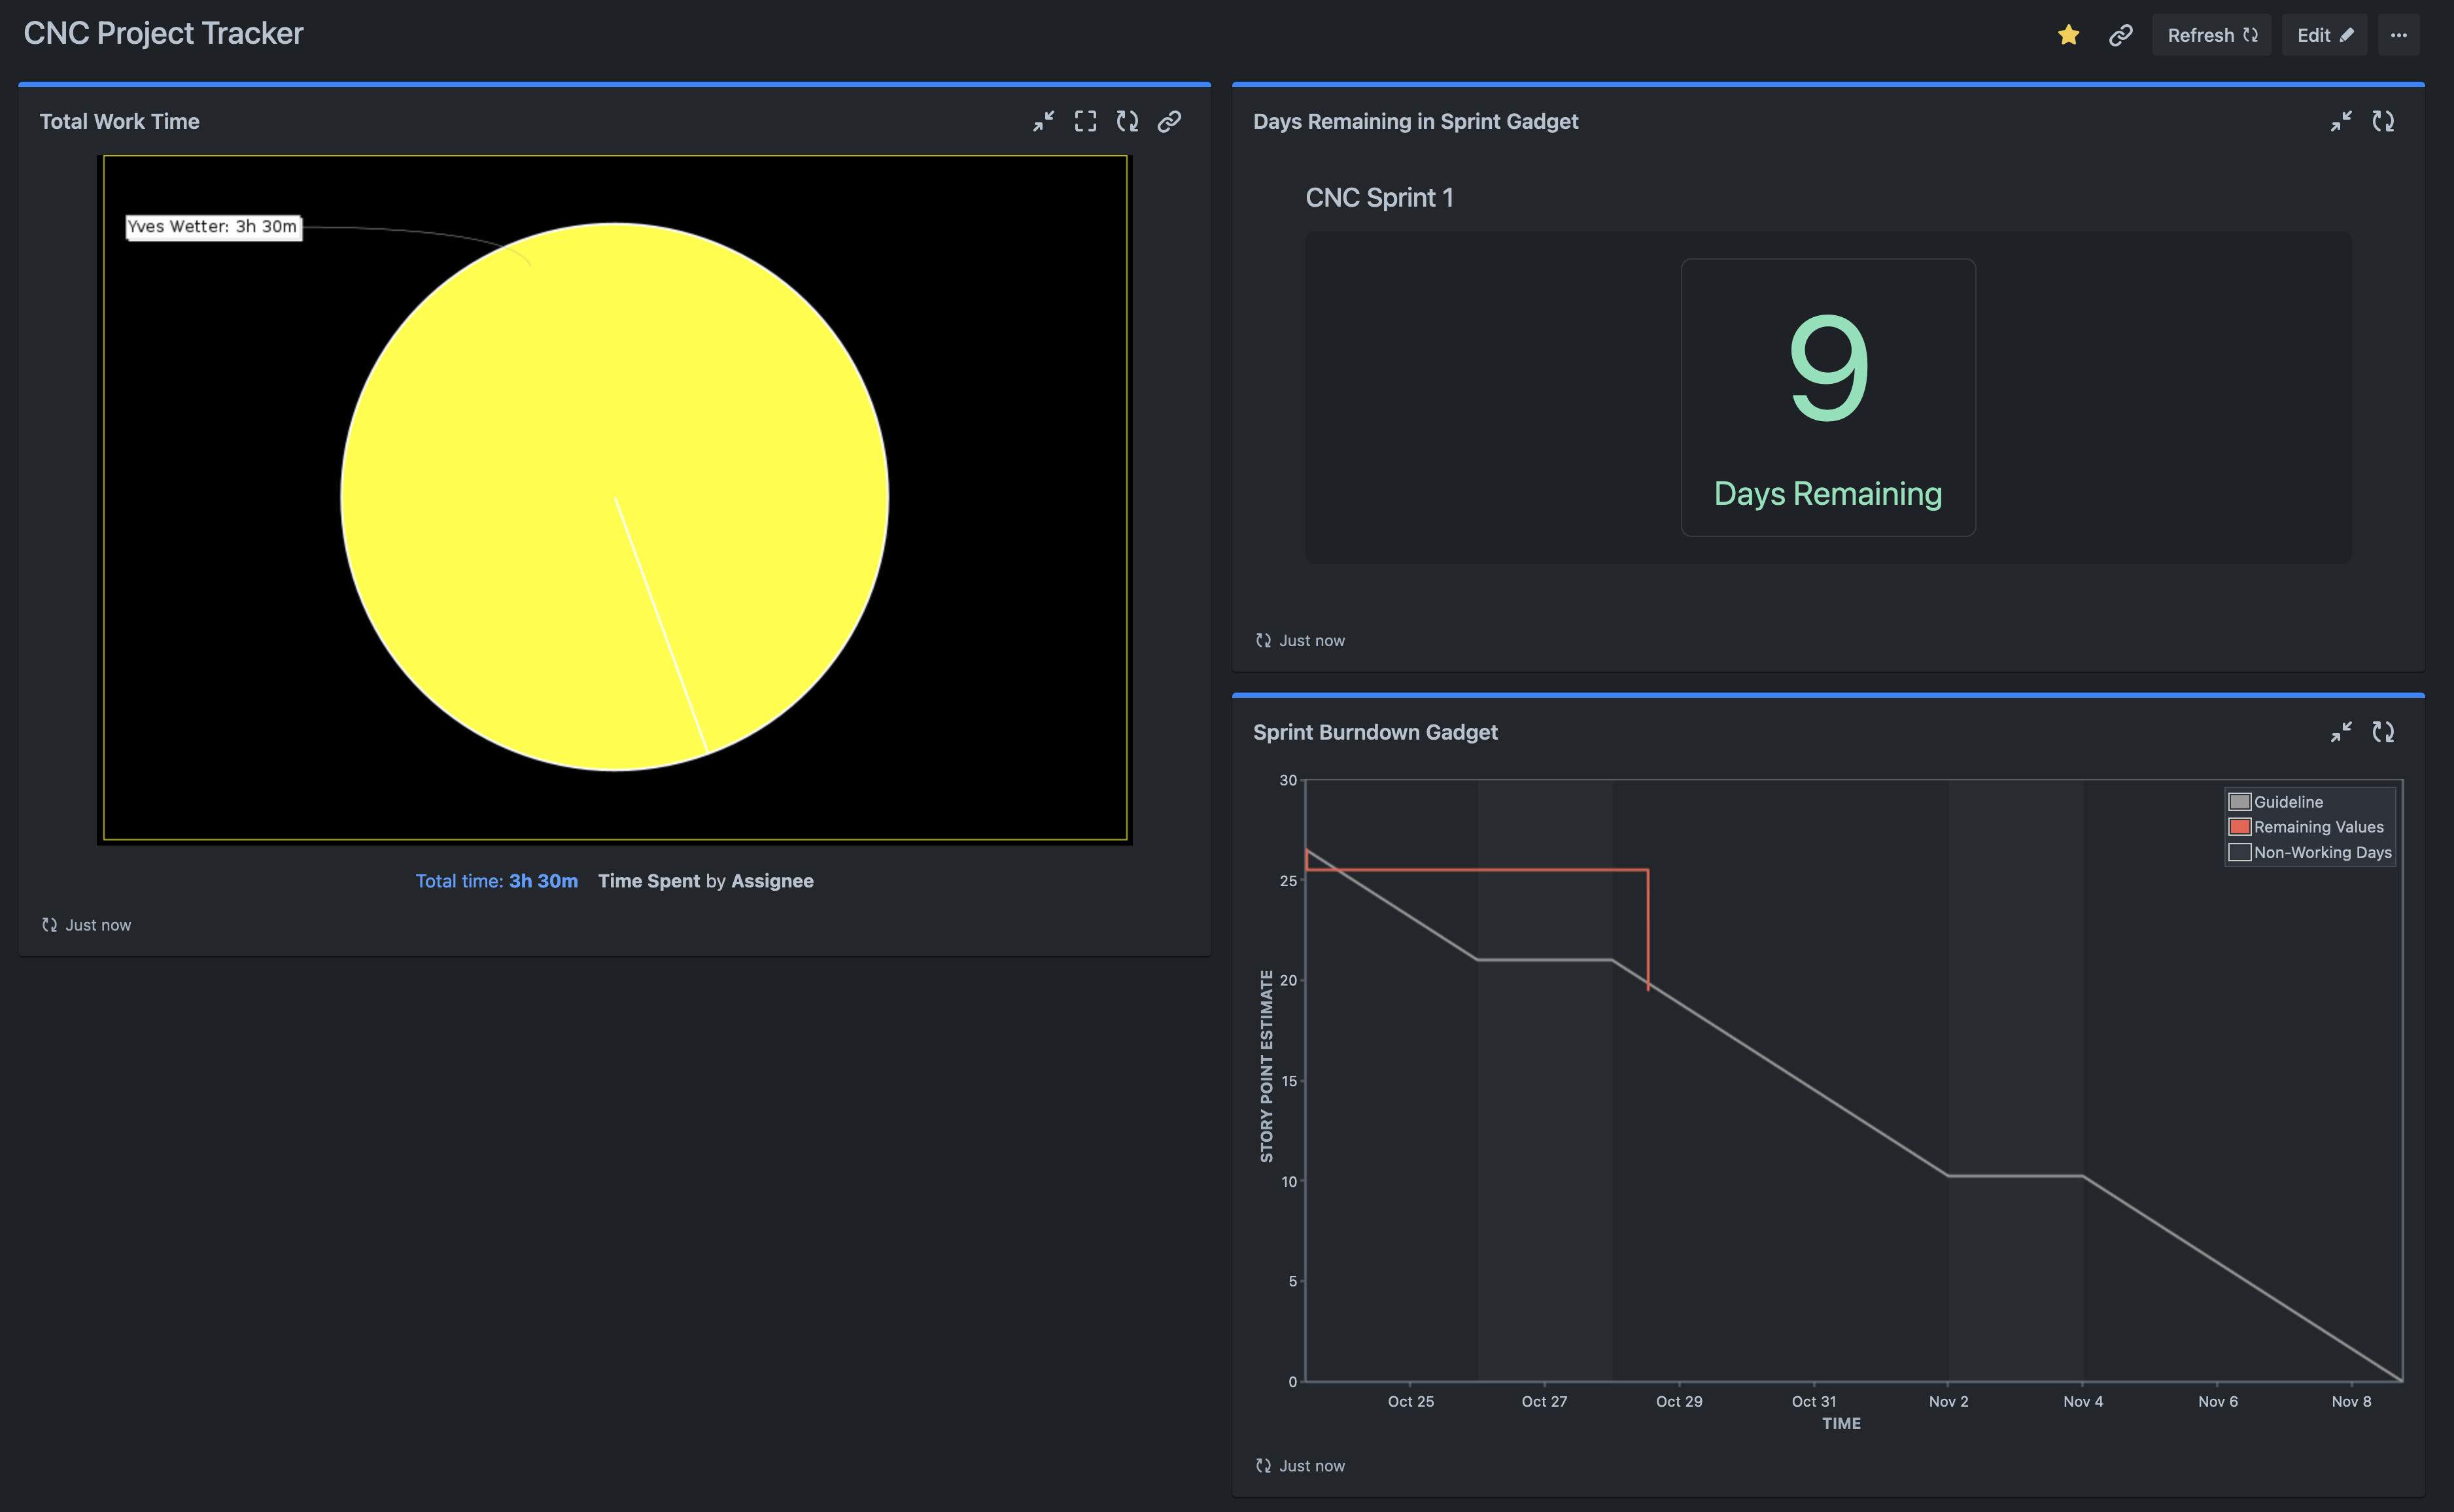 CNC Project Tracker
Refresh
Edit
Total Work Time
Yves Wetter: 3h 30m
Total time: 3h 30m Time Spent by Assignee
Just now
Days Remaining in Sprint Gadget
CNC Sprint 1
9
Days Remaining
Just now
Sprint Burndown Gadget
30
25
20
15
10
5
0
STORY POINT ESTIMATE
Guideline
Remaining Values
Non-Working Days
Oct 25 Oct 27 Oct 29 Oct 31 Nov 2 Nov 4 Nov 6 Nov 8
TIME
Just now